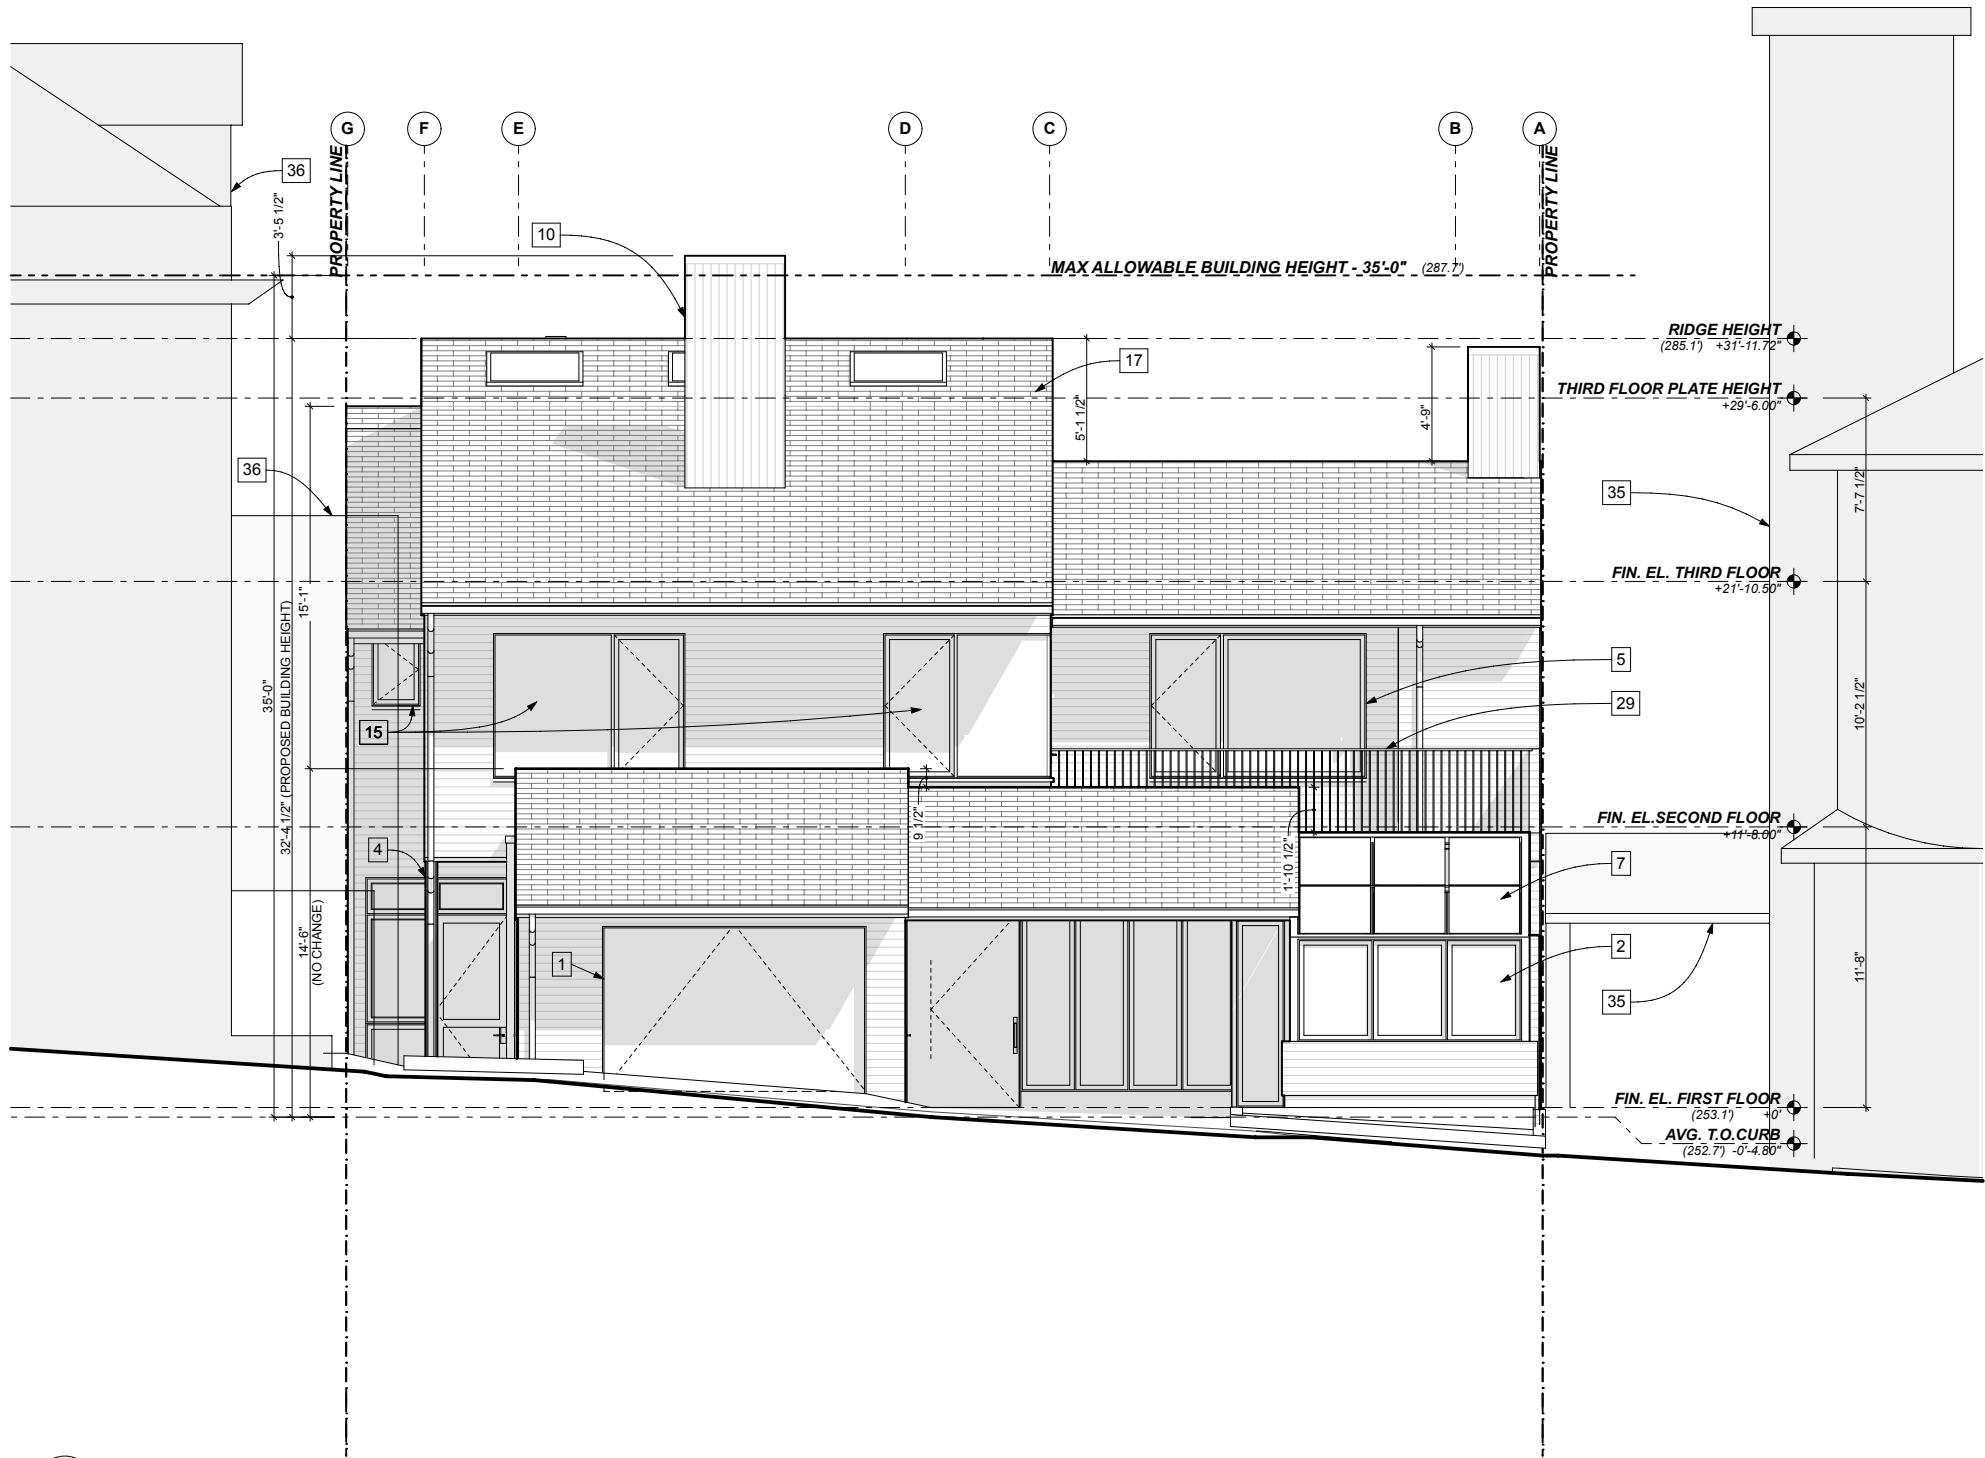 G
F
E
D
C
B
A
PROPERTY LINE
PROPERTY LINE
36
3'-5 1/2"
10
MAX ALLOWABLE BUILDING HEIGHT - 35'-0" (287.7')
RIDGE HEIGHT
(285.1') +31'-11.72"
17
THIRD FLOOR PLATE HEIGHT
+29'-6.00"
5'-1 1/2"
4'-9"
36
35
7'-7 1/2"
FIN. EL. THIRD FLOOR
+21'-10.50"
15'-1"
35'-0"
32'-4 1/2" (PROPOSED BUILDING HEIGHT)
5
29
15
10'-2 1/2"
9 1/2"
1'-10 1/2"
FIN. EL.SECOND FLOOR
+11'-8.00"
4
7
14'-6"
(NO CHANGE)
1
2
35
11'-8"
FIN. EL. FIRST FLOOR
(253.1') +0'
AVG. T.O.CURB
(252.7') -0'-4.80"